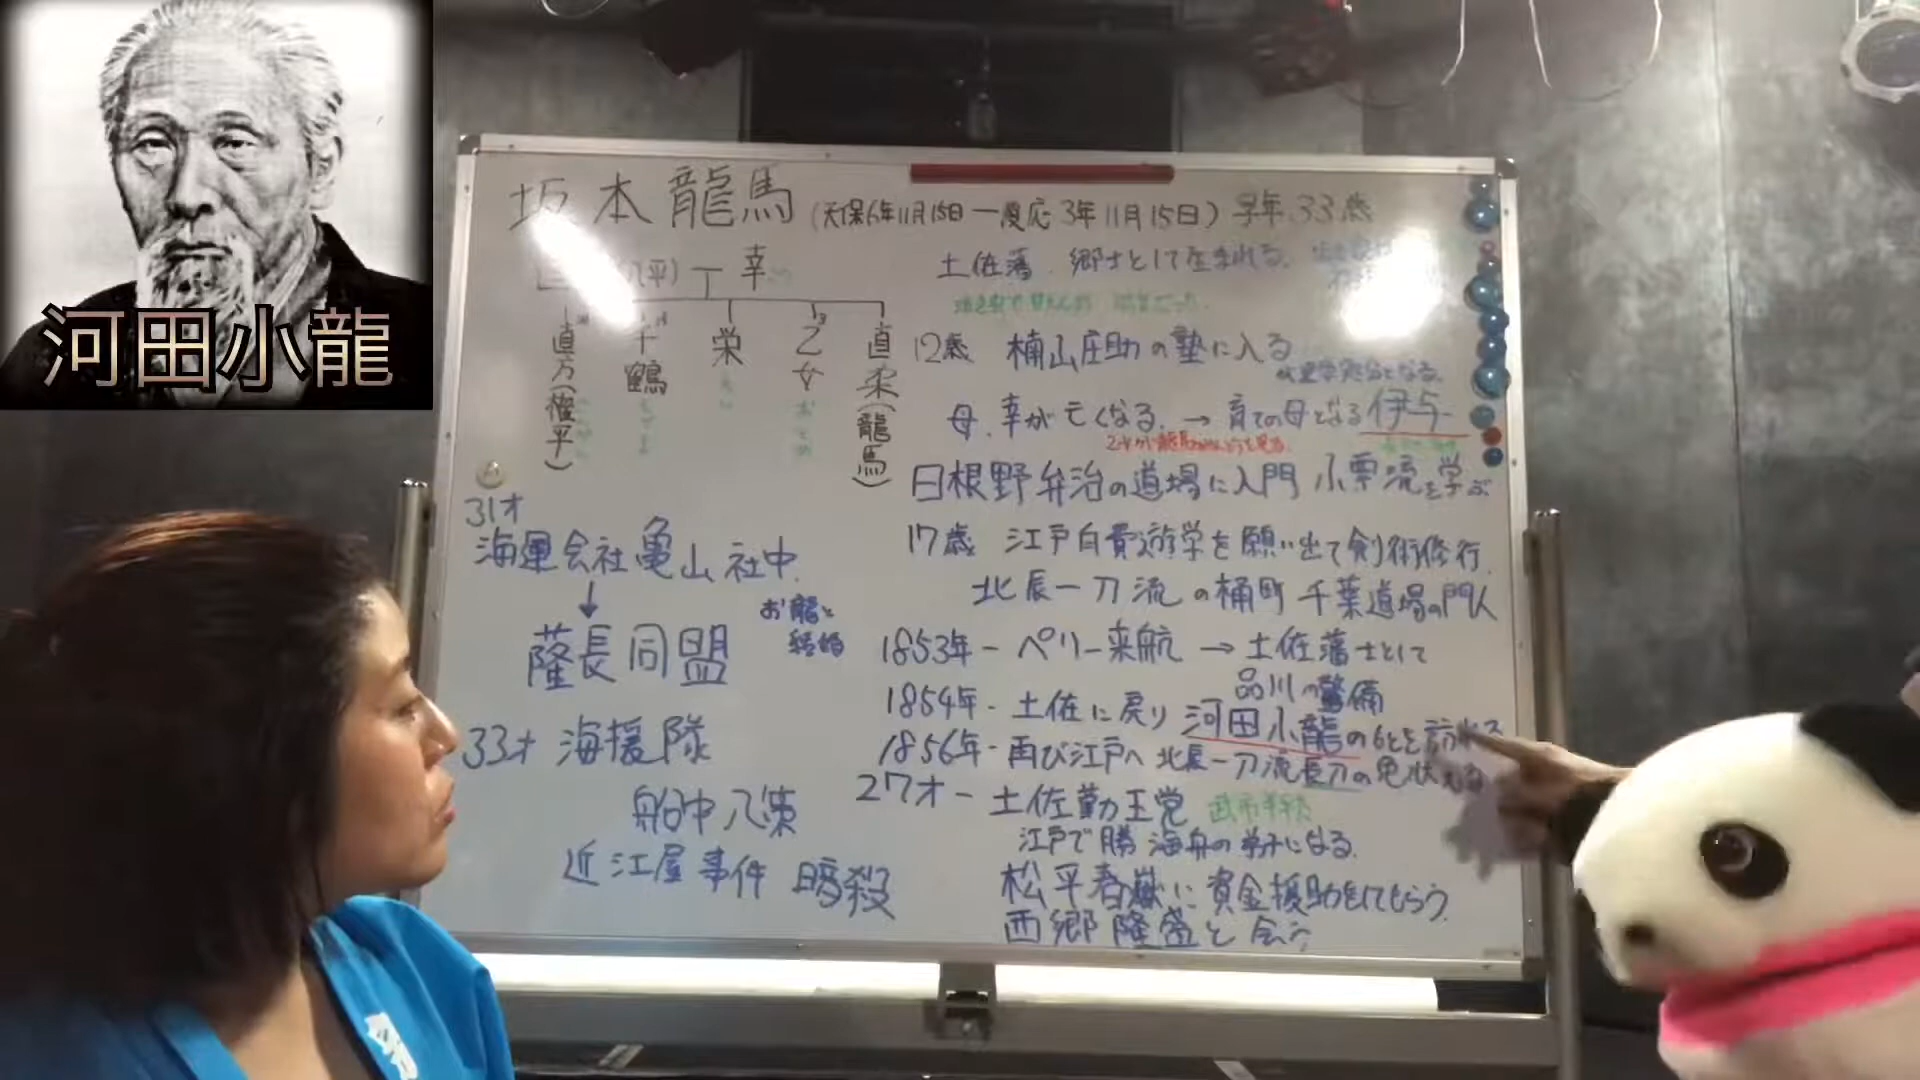 河田小龍
坂本龍馬 (天保6年11月15日ー慶応3年11月15日) 享年33歳
平) 幸
直方(権平)
千鶴
栄
乙女
直柔(龍馬)
土佐藩 郷士として生まれる。
12歳 楠山庄助の塾に入る
母、幸が亡くなる。→ 育ての母となる伊与
日根野弁治の道場に入門 小栗流を学ぶ
17歳 江戸自費遊学を願い出て剣術修行。
北辰一刀流の桶町千葉道場の門人
1853年 - ペリー来航 → 土佐藩士として
品川の警備
1854年 - 土佐に戻り 河田小龍のもとを訪れる
1856年 - 再び江戸へ 北辰一刀流長刀の免状
27才 - 土佐勤王党 武市半平太
江戸で勝海舟の弟子になる。
松平春嶽に資金援助をしてもらう。
西郷隆盛と会う
31才
海運会社亀山社中
↓
薩長同盟
お龍と
結婚
33才 海援隊
船中八策
近江屋事件 暗殺